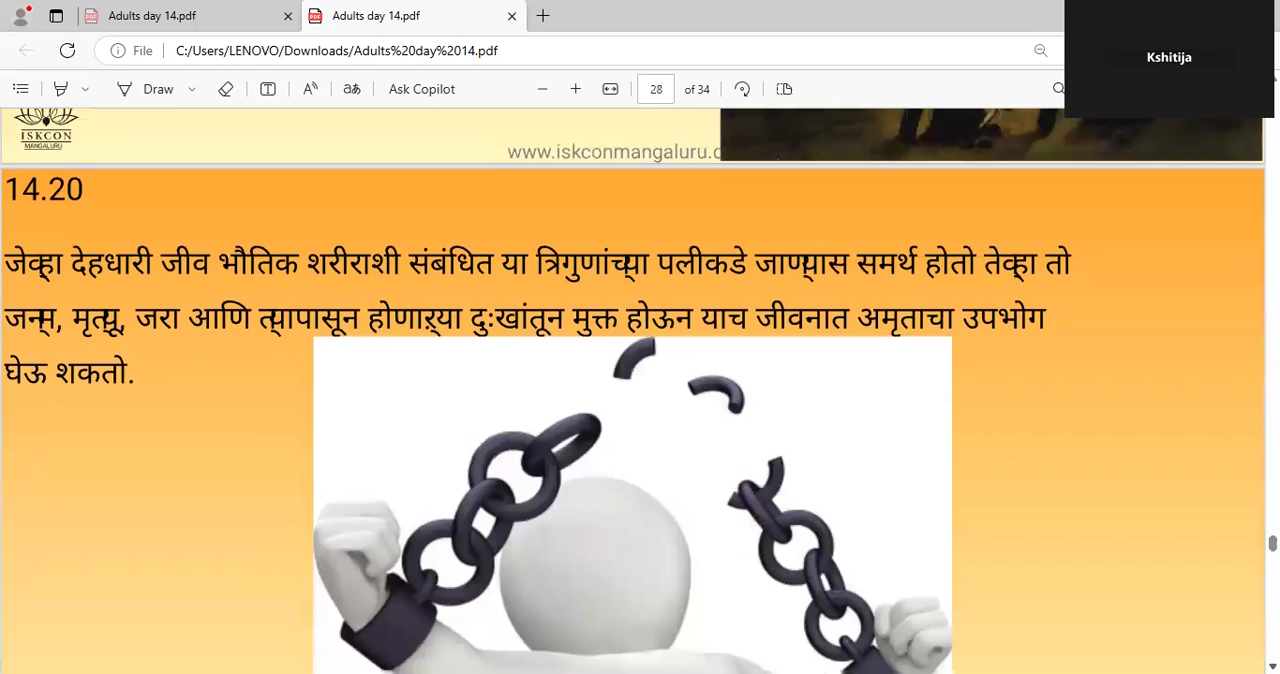 Adults day 14.pdf
Adults day 14.pdf
File
C:/Users/LENOVO/Downloads/Adults%20day%2014.pdf
Draw
Ask Copilot
28
of 34
Kshitija
ISKCON
MANGALURU
www.iskconmangaluru.c
14.20
जेव्हा देहधारी जीव भौतिक शरीराशी संबंधित या त्रिगुणांच्या पलीकडे जाण्यास समर्थ होतो तेव्हा तो
जन्म, मृत्यू, जरा आणि त्यापासून होणाऱ्या दुःखांतून मुक्त होऊन याच जीवनात अमृताचा उपभोग
घेऊ शकतो.